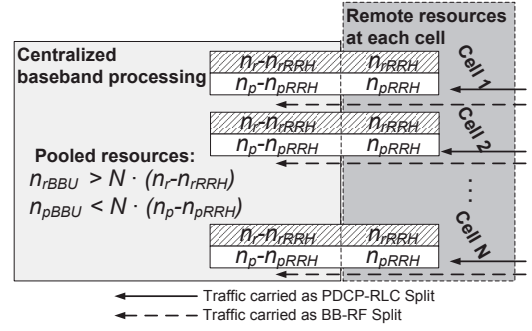 Remote resources
at each cell
Centralized
baseband processing
n_r-n_rRRH n_rRRH
n_p-n_pRRH n_pRRH
Cell 1
n_r-n_rRRH n_rRRH
n_p-n_pRRH n_pRRH
Cell 2
Pooled resources:
n_rBBU > N · (n_r-n_rRRH)
n_pBBU < N · (n_p-n_pRRH)
n_r-n_rRRH n_rRRH
n_p-n_pRRH n_pRRH
Cell N
Traffic carried as PDCP-RLC Split
Traffic carried as BB-RF Split